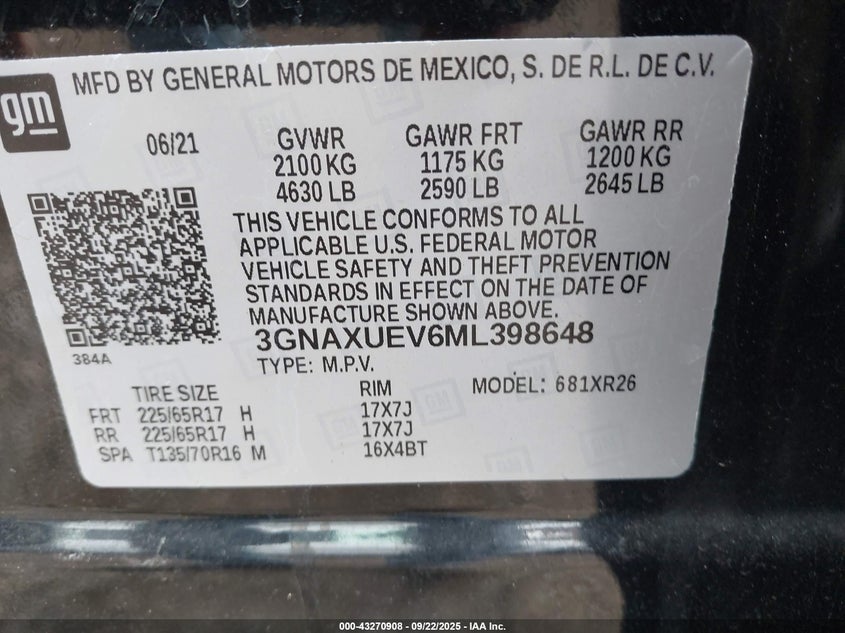 MFD BY GENERAL MOTORS DE MEXICO, S. DE R.L. DE C.V.
gm
06/21 GVWR GAWR FRT GAWR RR
2100 KG 1175 KG 1200 KG
4630 LB 2590 LB 2645 LB
THIS VEHICLE CONFORMS TO ALL
APPLICABLE U.S. FEDERAL MOTOR
VEHICLE SAFETY AND THEFT PREVENTION
STANDARDS IN EFFECT ON THE DATE OF
MANUFACTURE SHOWN ABOVE.
3GNAXUEV6ML398648
384A
TYPE: M.P.V.
TIRE SIZE RIM MODEL: 681XR26
FRT 225/65R17 H 17X7J
RR 225/65R17 H 17X7J
SPA T135/70R16 M 16X4BT
000-43270908 - 09/22/2025 - IAA Inc.